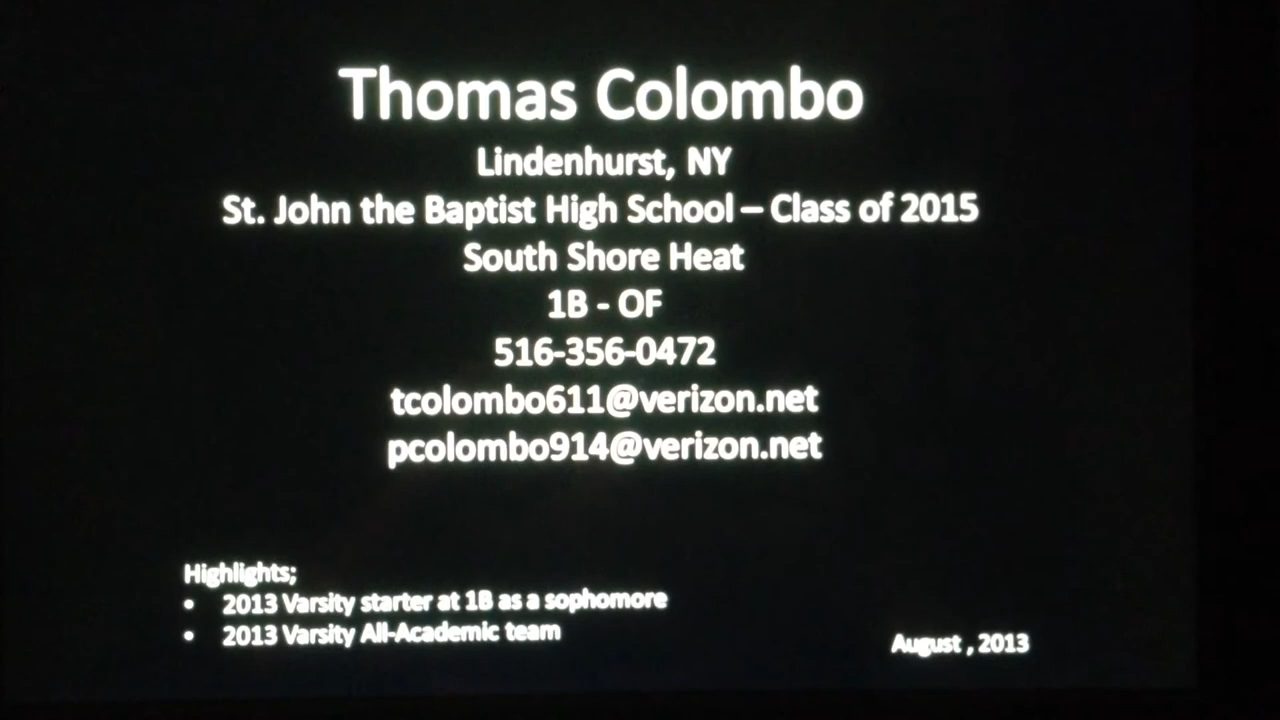 Thomas Colombo
Lindenhurst, NY
St. John the Baptist High School – Class of 2015
South Shore Heat
1B - OF
516-356-0472
tcolombo611@verizon.net
pcolombo914@verizon.net
Highlights;
• 2013 Varsity starter at 1B as a sophomore
• 2013 Varsity All-Academic team
August , 2013